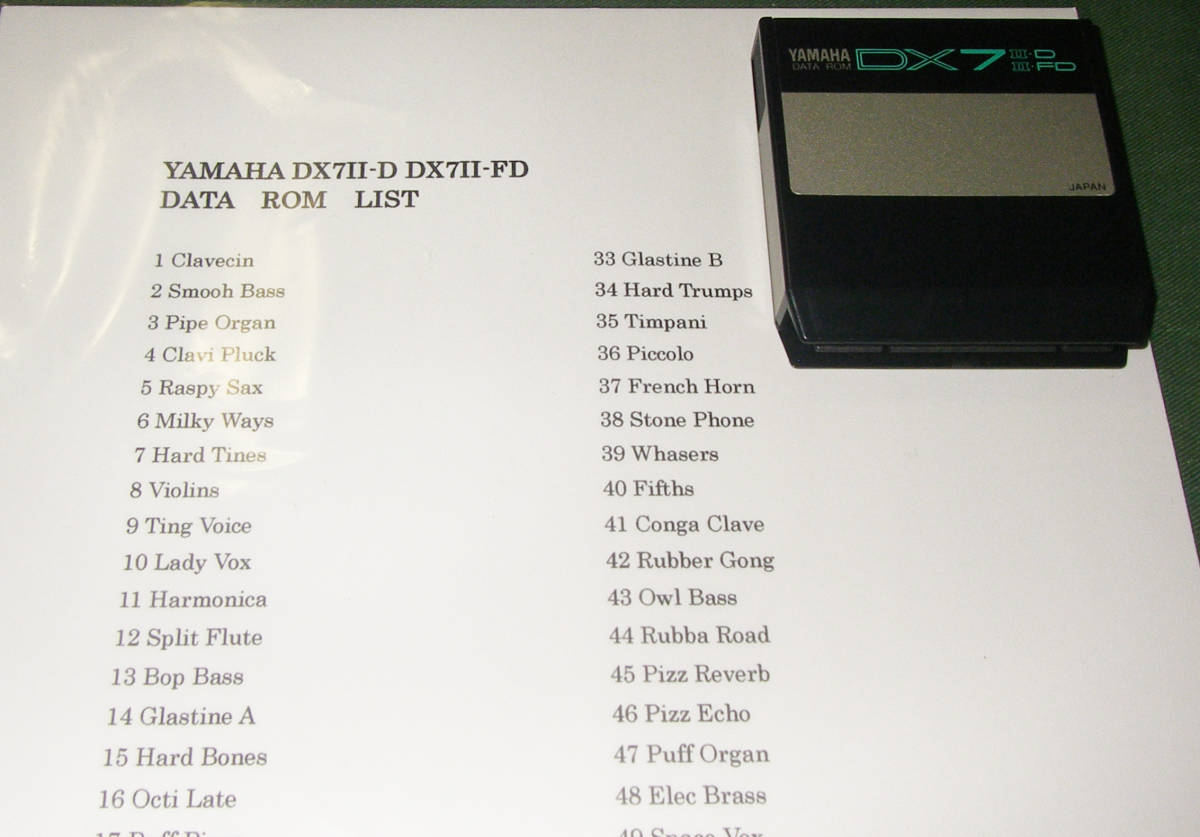 YAMAHA DX7 II-D
DATA ROM II-FD
JAPAN
YAMAHA DX7II-D DX7II-FD
DATA ROM LIST
1 Clavecin
2 Smooh Bass
3 Pipe Organ
4 Clavi Pluck
5 Raspy Sax
6 Milky Ways
7 Hard Tines
8 Violins
9 Ting Voice
10 Lady Vox
11 Harmonica
12 Split Flute
13 Bop Bass
14 Glastine A
15 Hard Bones
16 Octi Late
33 Glastine B
34 Hard Trumps
35 Timpani
36 Piccolo
37 French Horn
38 Stone Phone
39 Whasers
40 Fifths
41 Conga Clave
42 Rubber Gong
43 Owl Bass
44 Rubba Road
45 Pizz Reverb
46 Pizz Echo
47 Puff Organ
48 Elec Brass
49 Space Vox